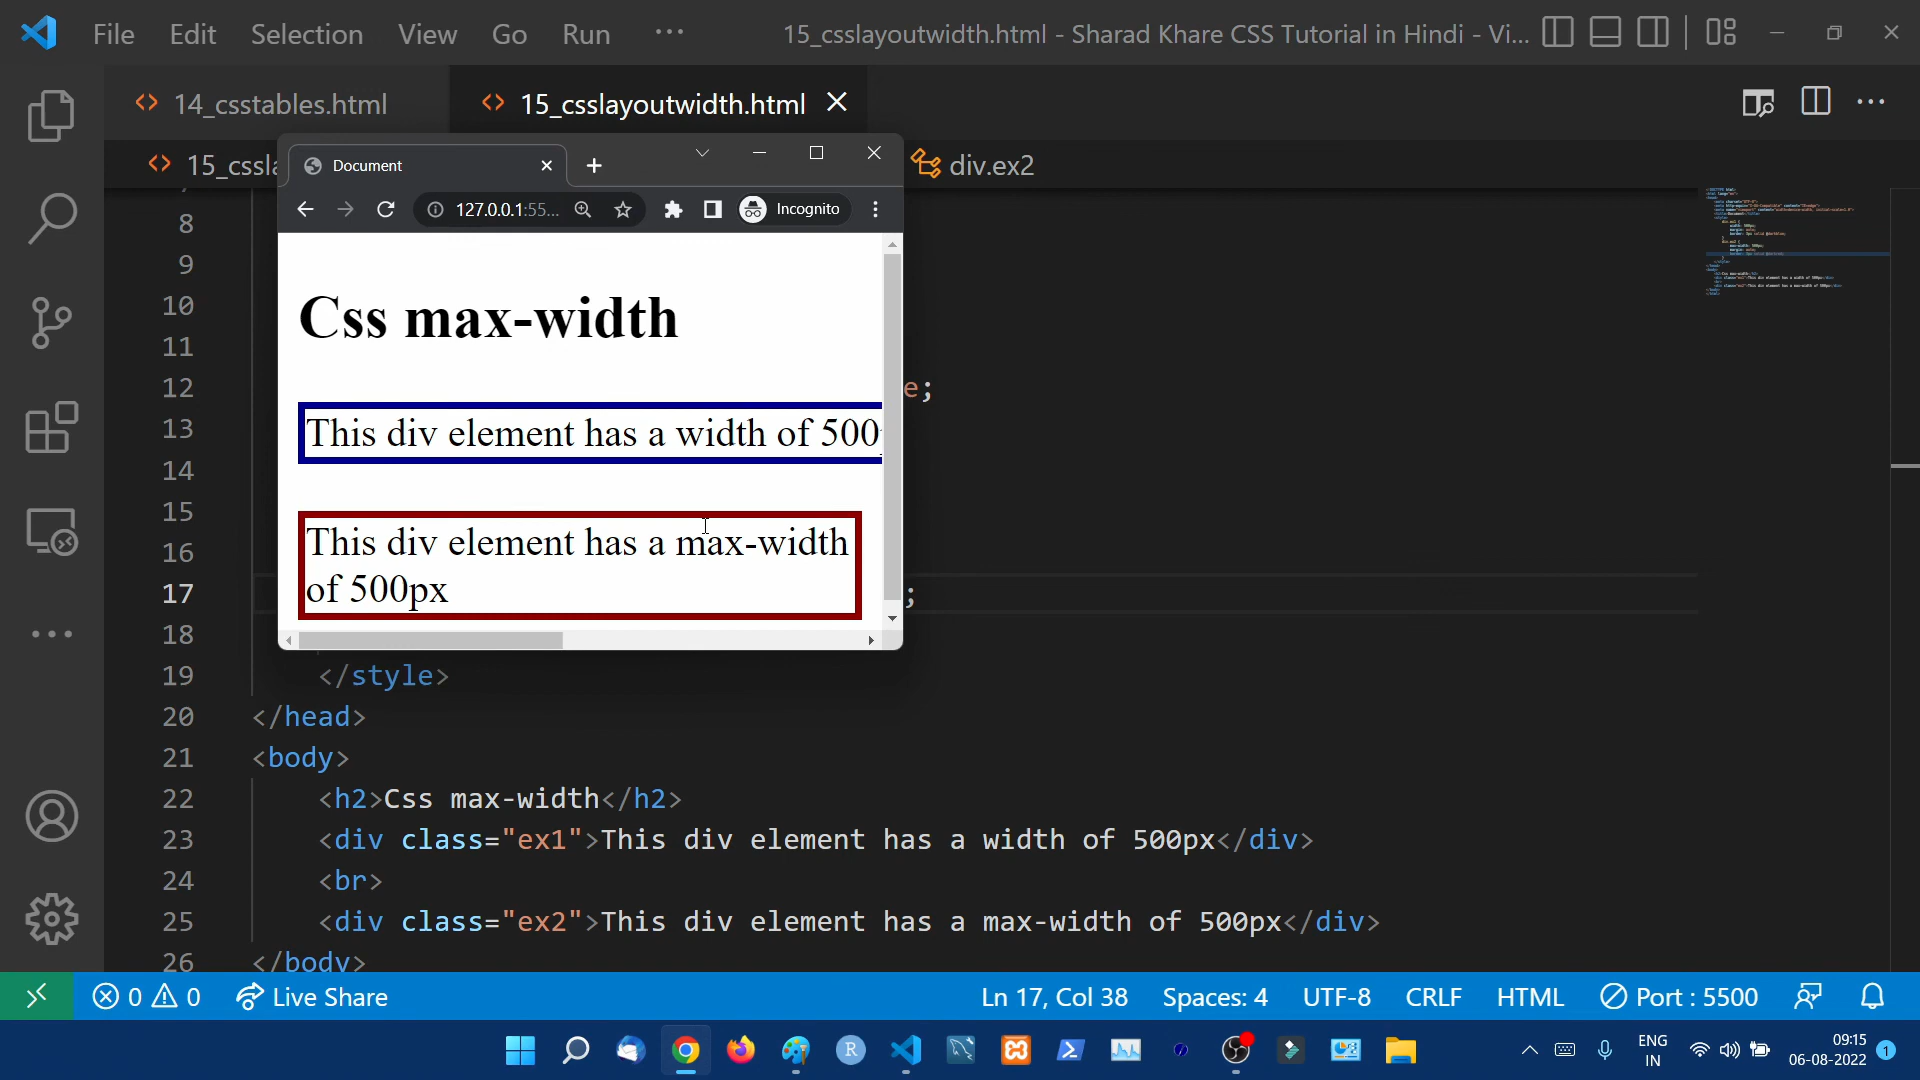 File Edit Selection View Go Run ··· 15_csslayoutwidth.html - Sharad Khare CSS Tutorial in Hindi - Vi...
14_csstables.html 15_csslayoutwidth.html
15_cssla div.ex2
Document
127.0.0.1:55... Incognito
Css max-width
This div element has a width of 500
This div element has a max-width
of 500px
8
9
10
11
12 e;
13
14
15
16
17 ;
18
19 </style>
20 </head>
21 <body>
22 <h2>Css max-width</h2>
23 <div class="ex1">This div element has a width of 500px</div>
24 <br>
25 <div class="ex2">This div element has a max-width of 500px</div>
26 </body>
0 0 Live Share Ln 17, Col 38 Spaces: 4 UTF-8 CRLF HTML Port : 5500
R ENG 09:15
IN 06-08-2022 1